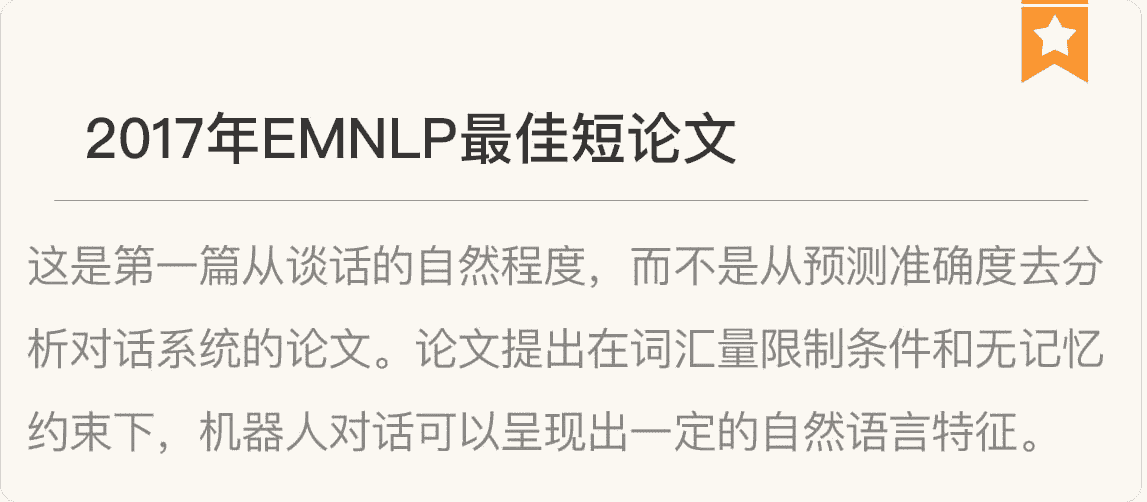 2017年EMNLP最佳短论文
这是第一篇从谈话的自然程度，而不是从预测准确度去分
析对话系统的论文。论文提出在词汇量限制条件和无记忆
约束下，机器人对话可以呈现出一定的自然语言特征。